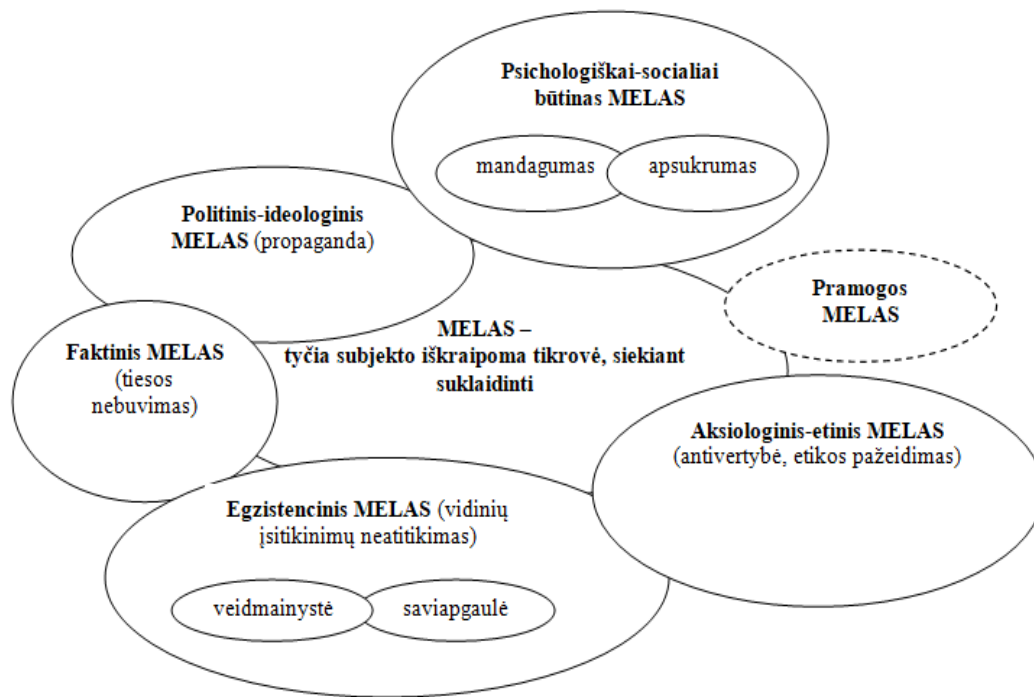 Psichologiškai-socialiai
būtinas MELAS
mandagumas
apsukrumas
Politinis-ideologinis
MELAS (propaganda)
Pramogos
MELAS
MELAS –
tyčia subjekto iškraipoma tikrovė, siekiant
suklaidinti
Faktinis MELAS
(tiesos
nebuvimas)
Aksiologinis-etinis MELAS
(antivertybė, etikos pažeidimas)
Egzistencinis MELAS (vidinių
įsitikinimų neatitikimas)
veidmainystė
saviapgaulė